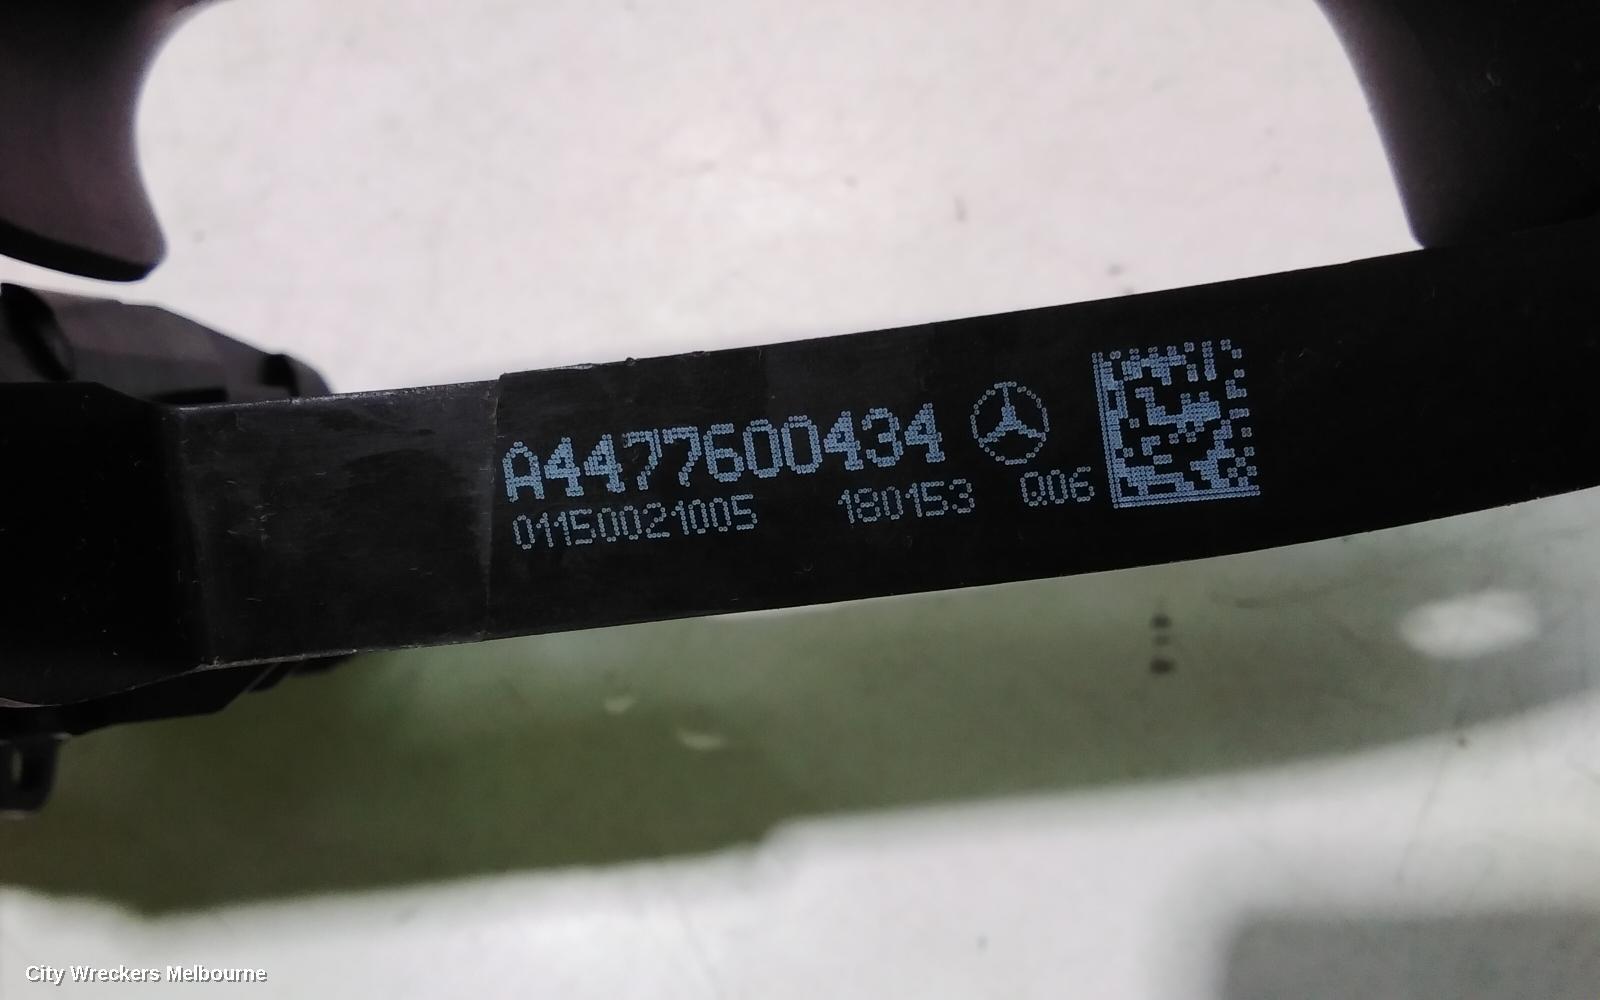 A4477600434
01150021005 180153 Q06
City Wreckers Melbourne